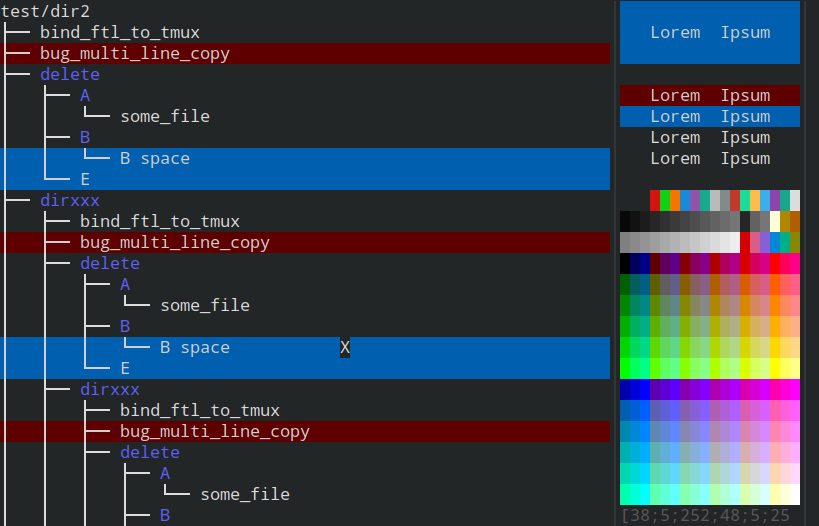 test/dir2
bind_ftl_to_tmux
bug_multi_line_copy
delete
A
some_file
B
B space
E
dirxxx
bind_ftl_to_tmux
bug_multi_line_copy
delete
A
some_file
B
B space X
E
dirxxx
bind_ftl_to_tmux
bug_multi_line_copy
delete
A
some_file
B
Lorem Ipsum
Lorem Ipsum
Lorem Ipsum
Lorem Ipsum
Lorem Ipsum
[38;5;252;48;5;25